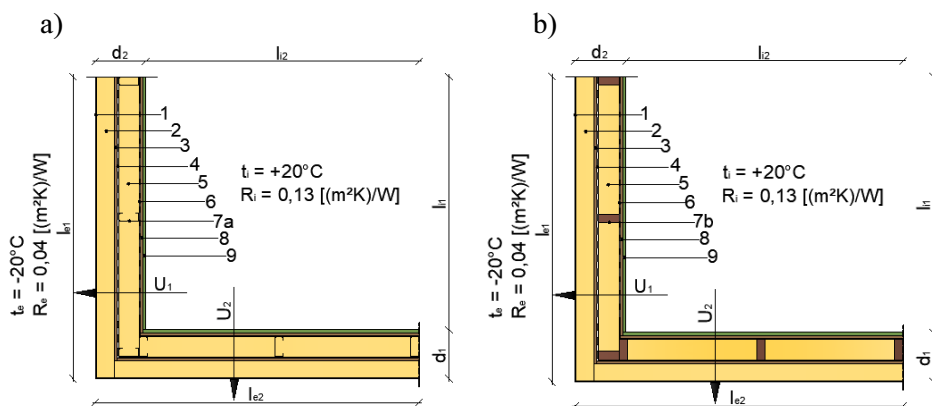 a)
d₂
lᵢ₂
1
2
3
4
5
6
7a
8
9
tᵢ = +20°C
Rᵢ = 0,13 [(m²K)/W]
lₑ₁
tₑ = -20°C
Rₑ = 0,04 [(m²K)/W]
lᵢ₁
U₁
U₂
d₁
lₑ₂
b)
d₂
lᵢ₂
1
2
3
4
5
6
7b
8
9
tᵢ = +20°C
Rᵢ = 0,13 [(m²K)/W]
lₑ₁
tₑ = -20°C
Rₑ = 0,04 [(m²K)/W]
lᵢ₁
U₁
U₂
d₁
lₑ₂